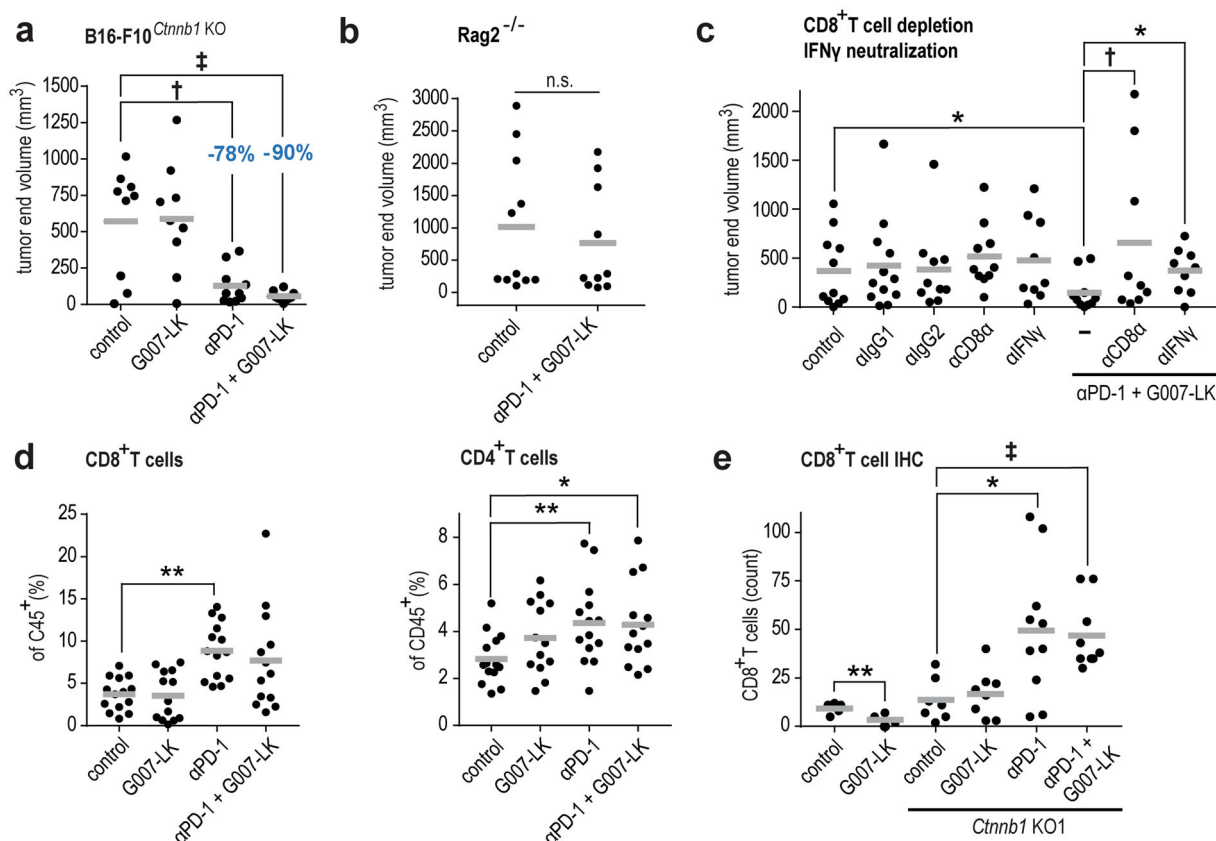 a
B16-F10 Ctnnb1 KO
‡
†
-78% -90%
tumor end volume (mm3)
1500
1250
1000
750
500
250
0
control
G007-LK
αPD-1
αPD-1 + G007-LK
b
Rag2-/-
n.s.
tumor end volume (mm3)
3000
2500
2000
1500
1000
500
0
control
αPD-1 + G007-LK
c
CD8+T cell depletion
IFNγ neutralization
*
†
*
tumor end volume (mm3)
2000
1500
1000
500
0
control
αIgG1
αIgG2
αCD8α
αIFNγ
–
αCD8α
αIFNγ
αPD-1 + G007-LK
d
CD8+T cells
**
of C45+(%)
25
20
15
10
5
0
control
G007-LK
αPD-1
αPD-1 + G007-LK
CD4+T cells
*
**
of CD45+(%)
8
6
4
2
0
control
G007-LK
αPD-1
αPD-1 + G007-LK
e
CD8+T cell IHC
‡
*
**
CD8+T cells (count)
100
75
50
25
0
control
G007-LK
control
G007-LK
αPD-1
αPD-1 +
G007-LK
Ctnnb1 KO1